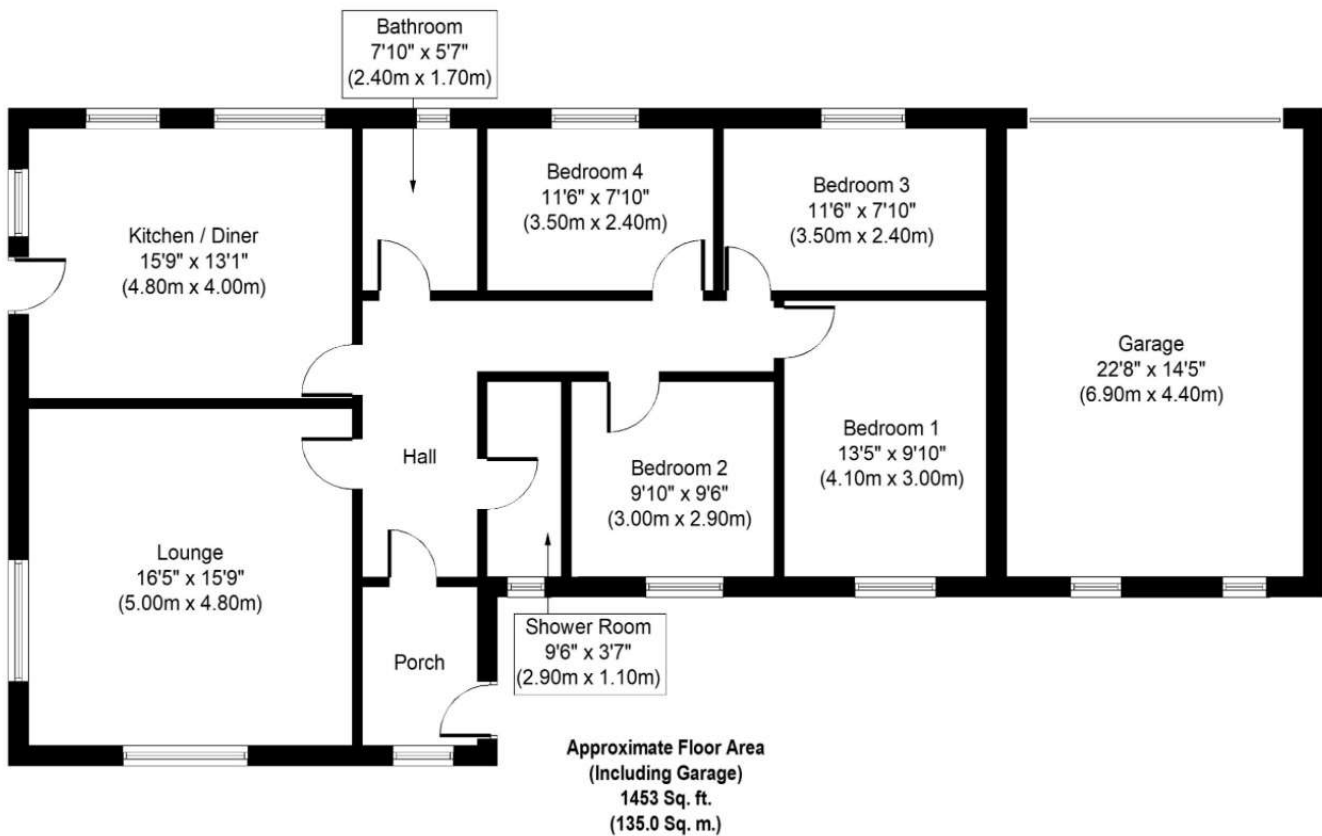 Bathroom
7'10" x 5'7"
(2.40m x 1.70m)
Kitchen / Diner
15'9" x 13'1"
(4.80m x 4.00m)
Bedroom 4
11'6" x 7'10"
(3.50m x 2.40m)
Bedroom 3
11'6" x 7'10"
(3.50m x 2.40m)
Garage
22'8" x 14'5"
(6.90m x 4.40m)
Bedroom 1
13'5" x 9'10"
(4.10m x 3.00m)
Hall
Bedroom 2
9'10" x 9'6"
(3.00m x 2.90m)
Lounge
16'5" x 15'9"
(5.00m x 4.80m)
Shower Room
9'6" x 3'7"
(2.90m x 1.10m)
Porch
Approximate Floor Area
(Including Garage)
1453 Sq. ft.
(135.0 Sq. m.)